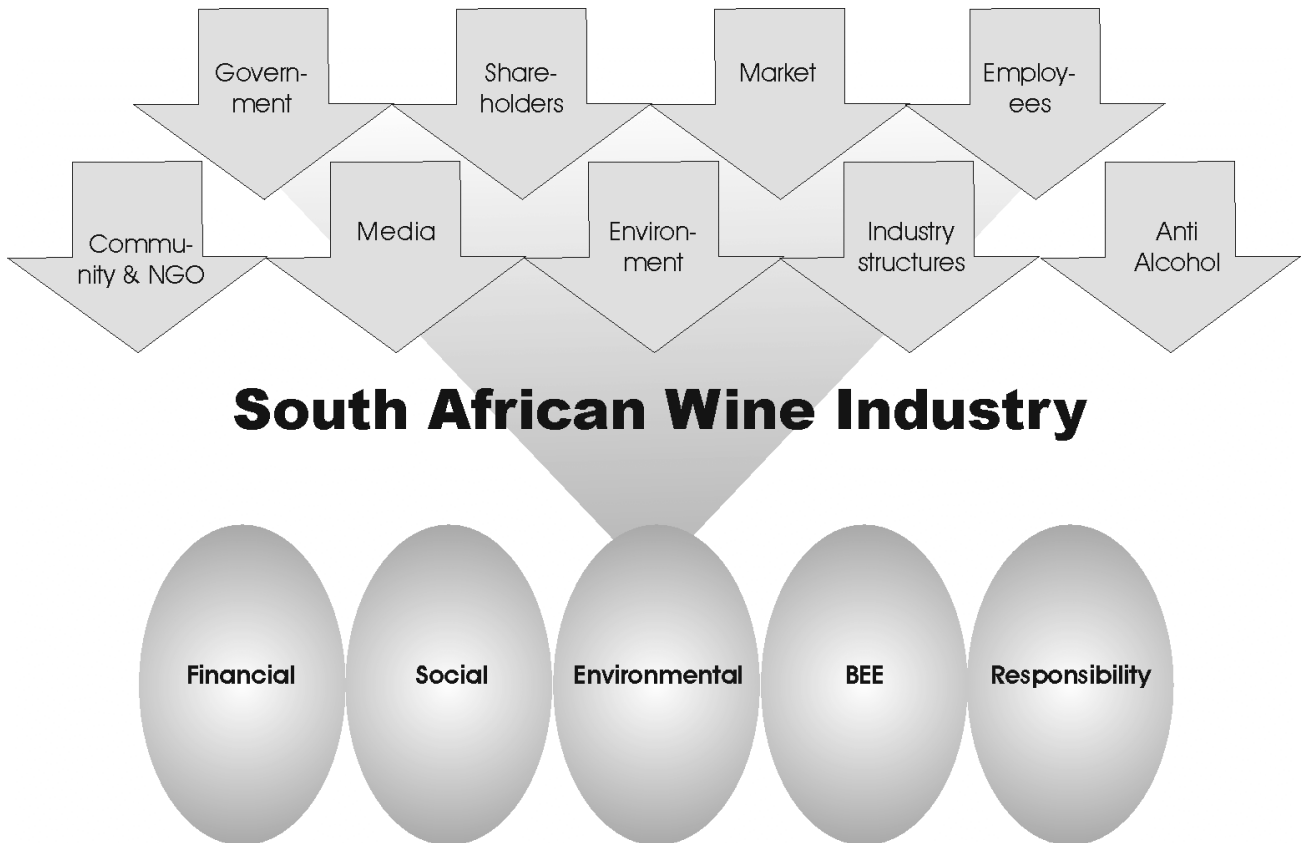 Govern-
ment
Share-
holders
Market
Employ-
ees
Commu-
nity & NGO
Media
Environ-
ment
Industry
structures
Anti
Alcohol
South African Wine Industry
Financial
Social
Environmental
BEE
Responsibility